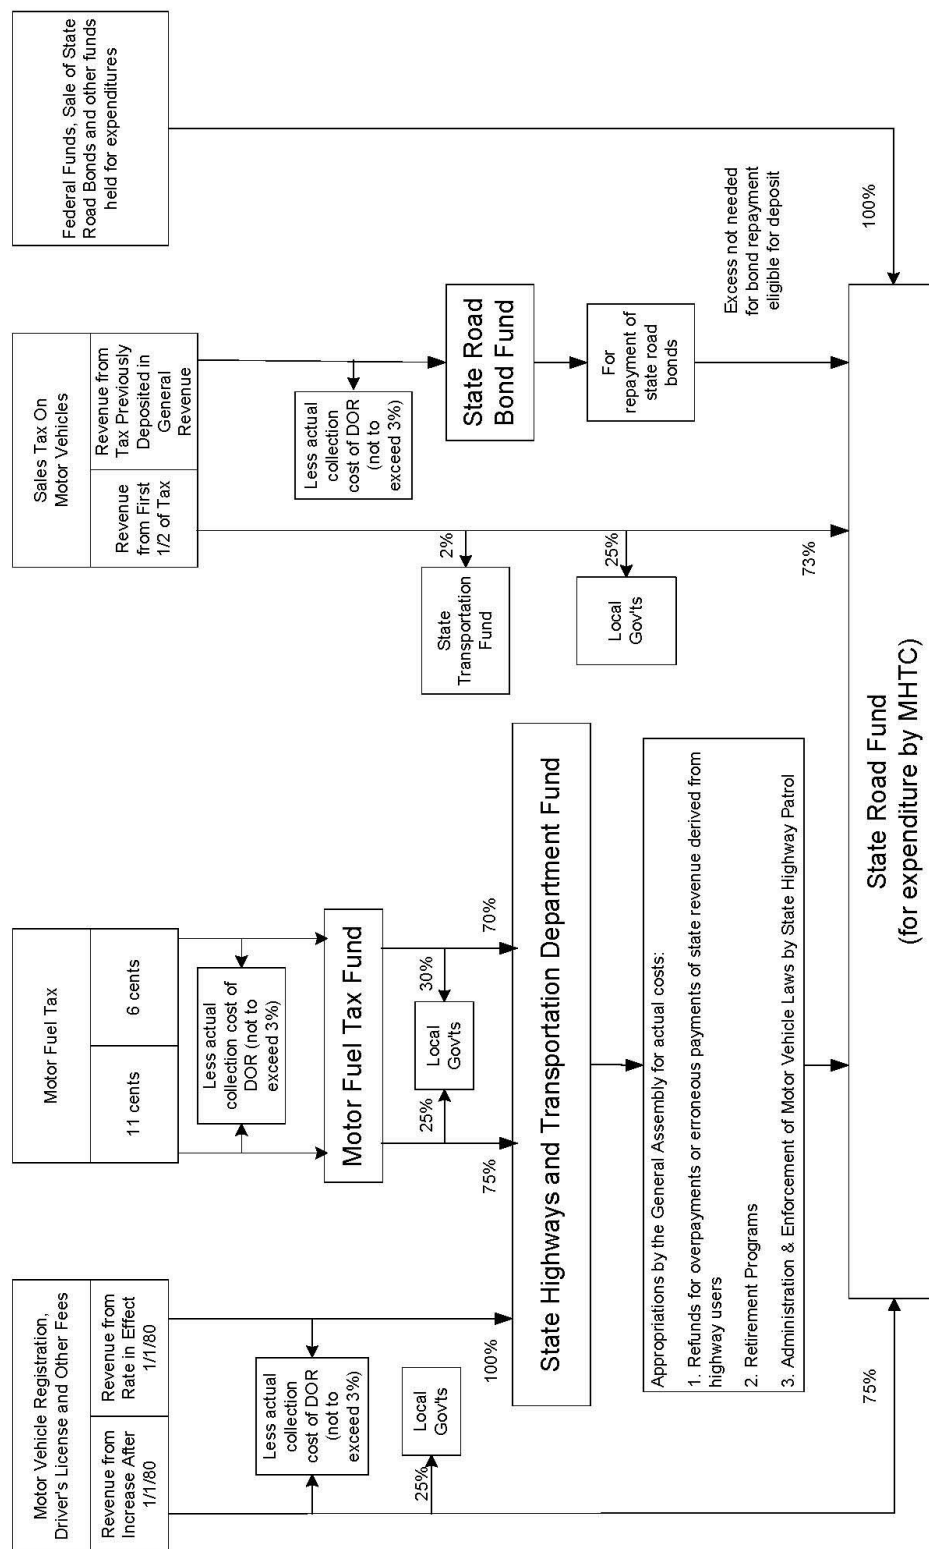 Motor Vehicle Registration,
Driver's License and Other Fees
Revenue from
Increase After
1/1/80
Revenue from
Rate in Effect
1/1/80
Less actual
collection
cost of DOR
(not to
exceed 3%)
25%
Local
Gov'ts
100%
75%
Motor Fuel Tax
11 cents
6 cents
Less actual
collection cost of
DOR (not to
exceed 3%)
Motor Fuel Tax Fund
25%
Local
Gov'ts
30%
75%
70%
State Highways and Transportation Department Fund
Appropriations by the General Assembly for actual costs:
1. Refunds for overpayments or erroneous payments of state revenue derived from
highway users
2. Retirement Programs
3. Administration & Enforcement of Motor Vehicle Laws by State Highway Patrol
Sales Tax On
Motor Vehicles
Revenue
from First
1/2 of Tax
Revenue from
Tax Previously
Deposited in
General
Revenue
Less actual
collection
cost of DOR
(not to
exceed 3%)
State
Transportation
Fund
2%
State Road
Bond Fund
Local
Gov'ts
25%
For
repayment of
state road
bonds
73%
Excess not needed
for bond repayment
eligible for deposit
Federal Funds, Sale of State
Road Bonds and other funds
held for expenditures
100%
State Road Fund
(for expenditure by MHTC)